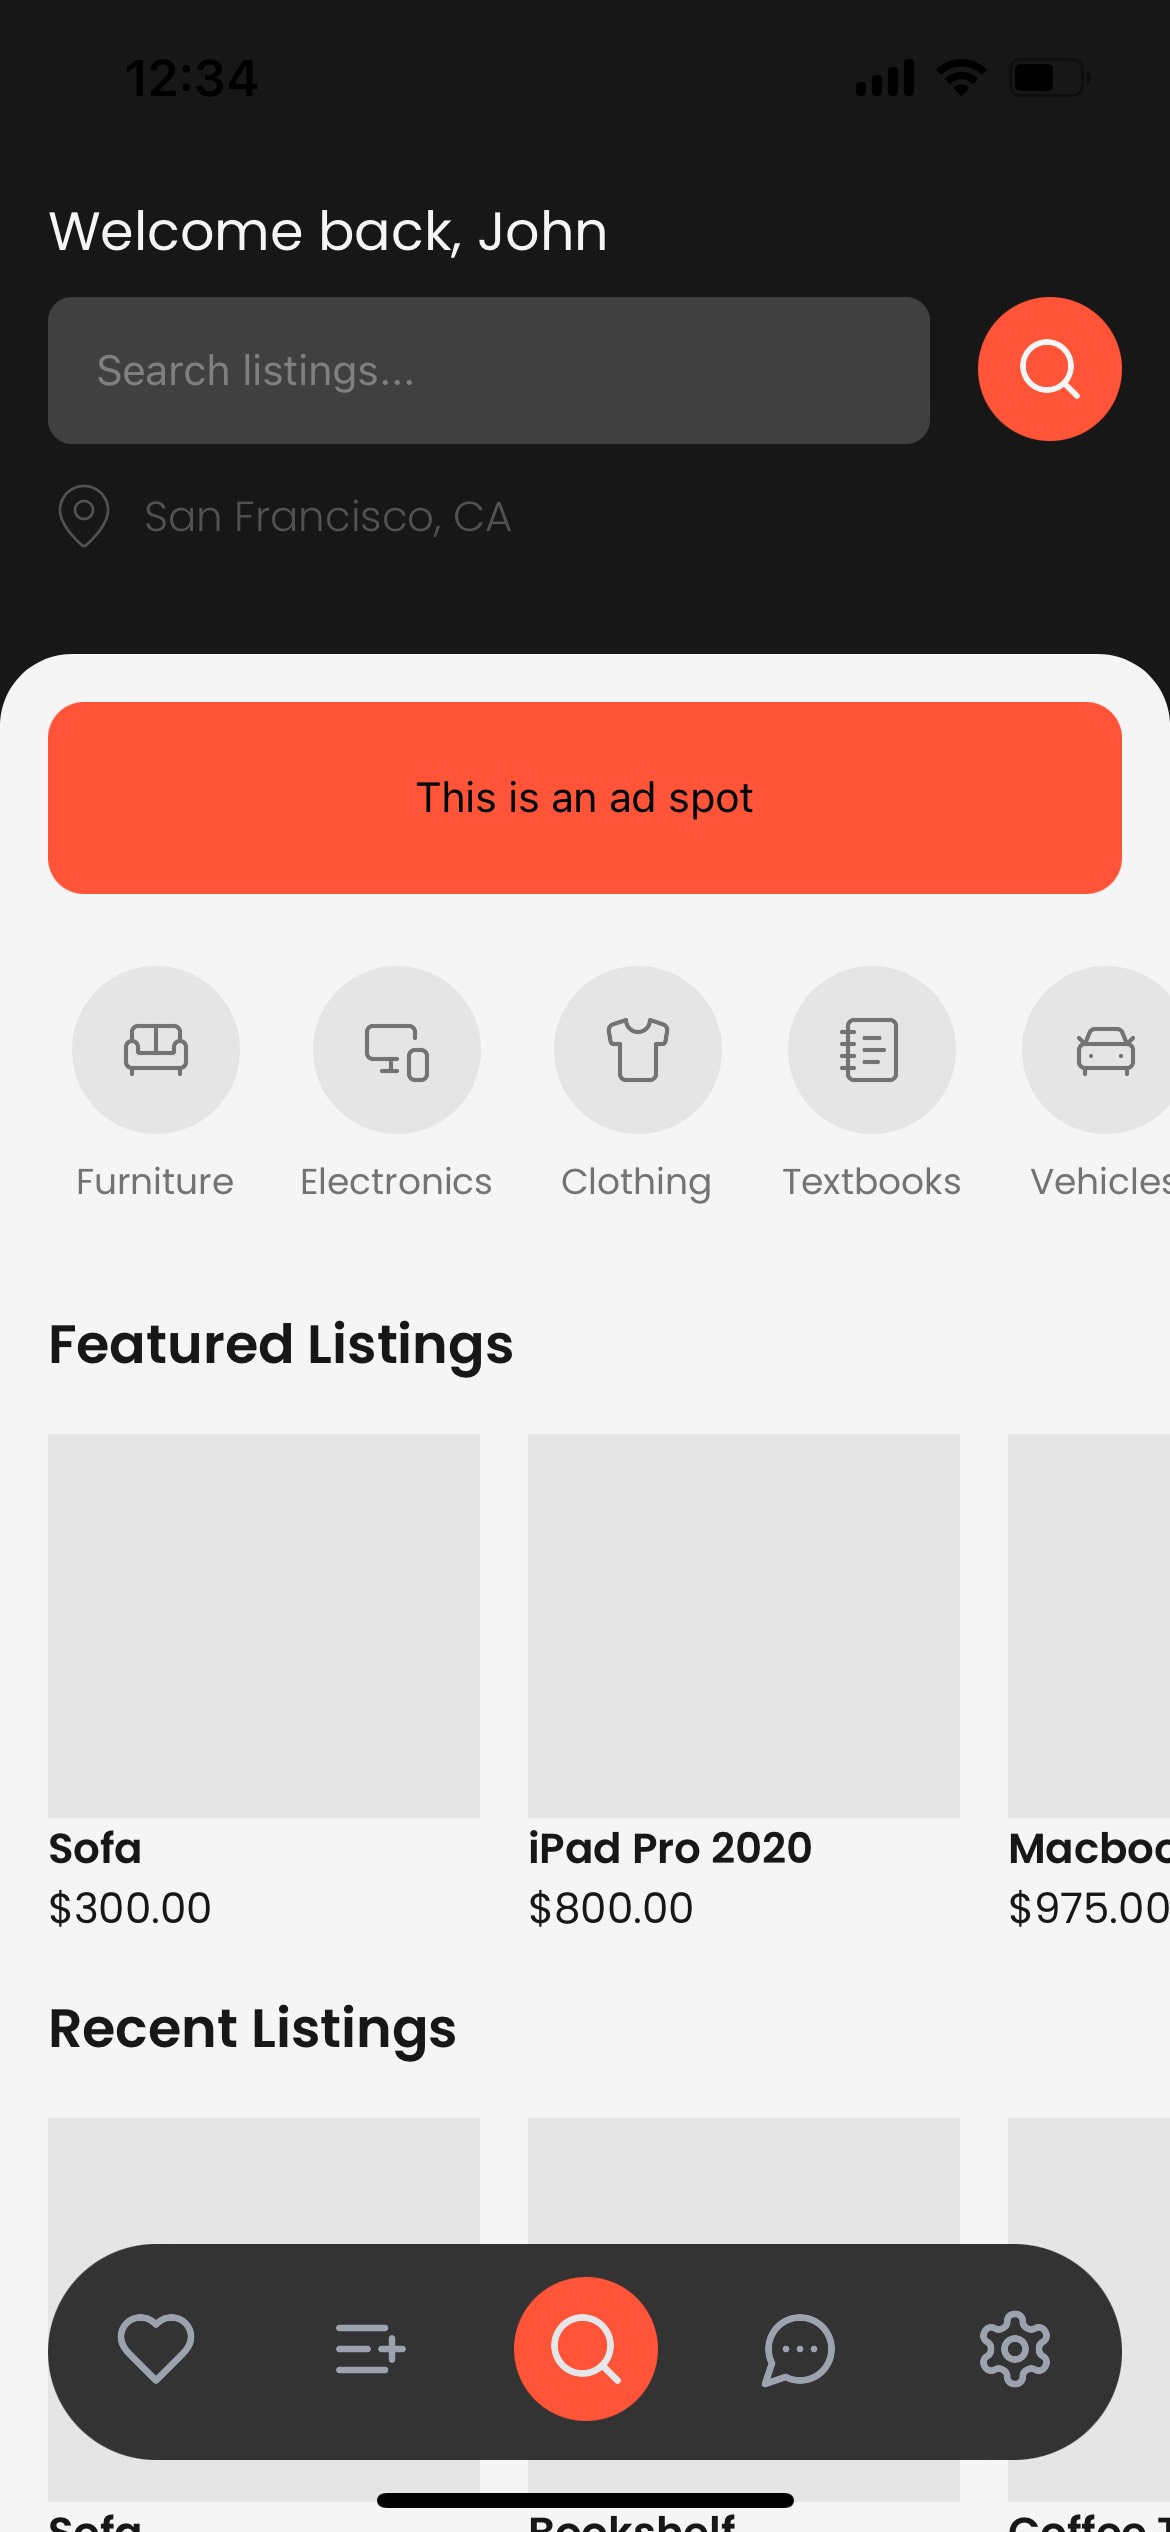 12:34
Welcome back, John
Search listings...
San Francisco, CA
This is an ad spot
Furniture Electronics Clothing Textbooks Vehicles
Featured Listings
Sofa iPad Pro 2020
$300.00 $800.00 $975.00
Recent Listings
Sofa Bookshelf Coffee